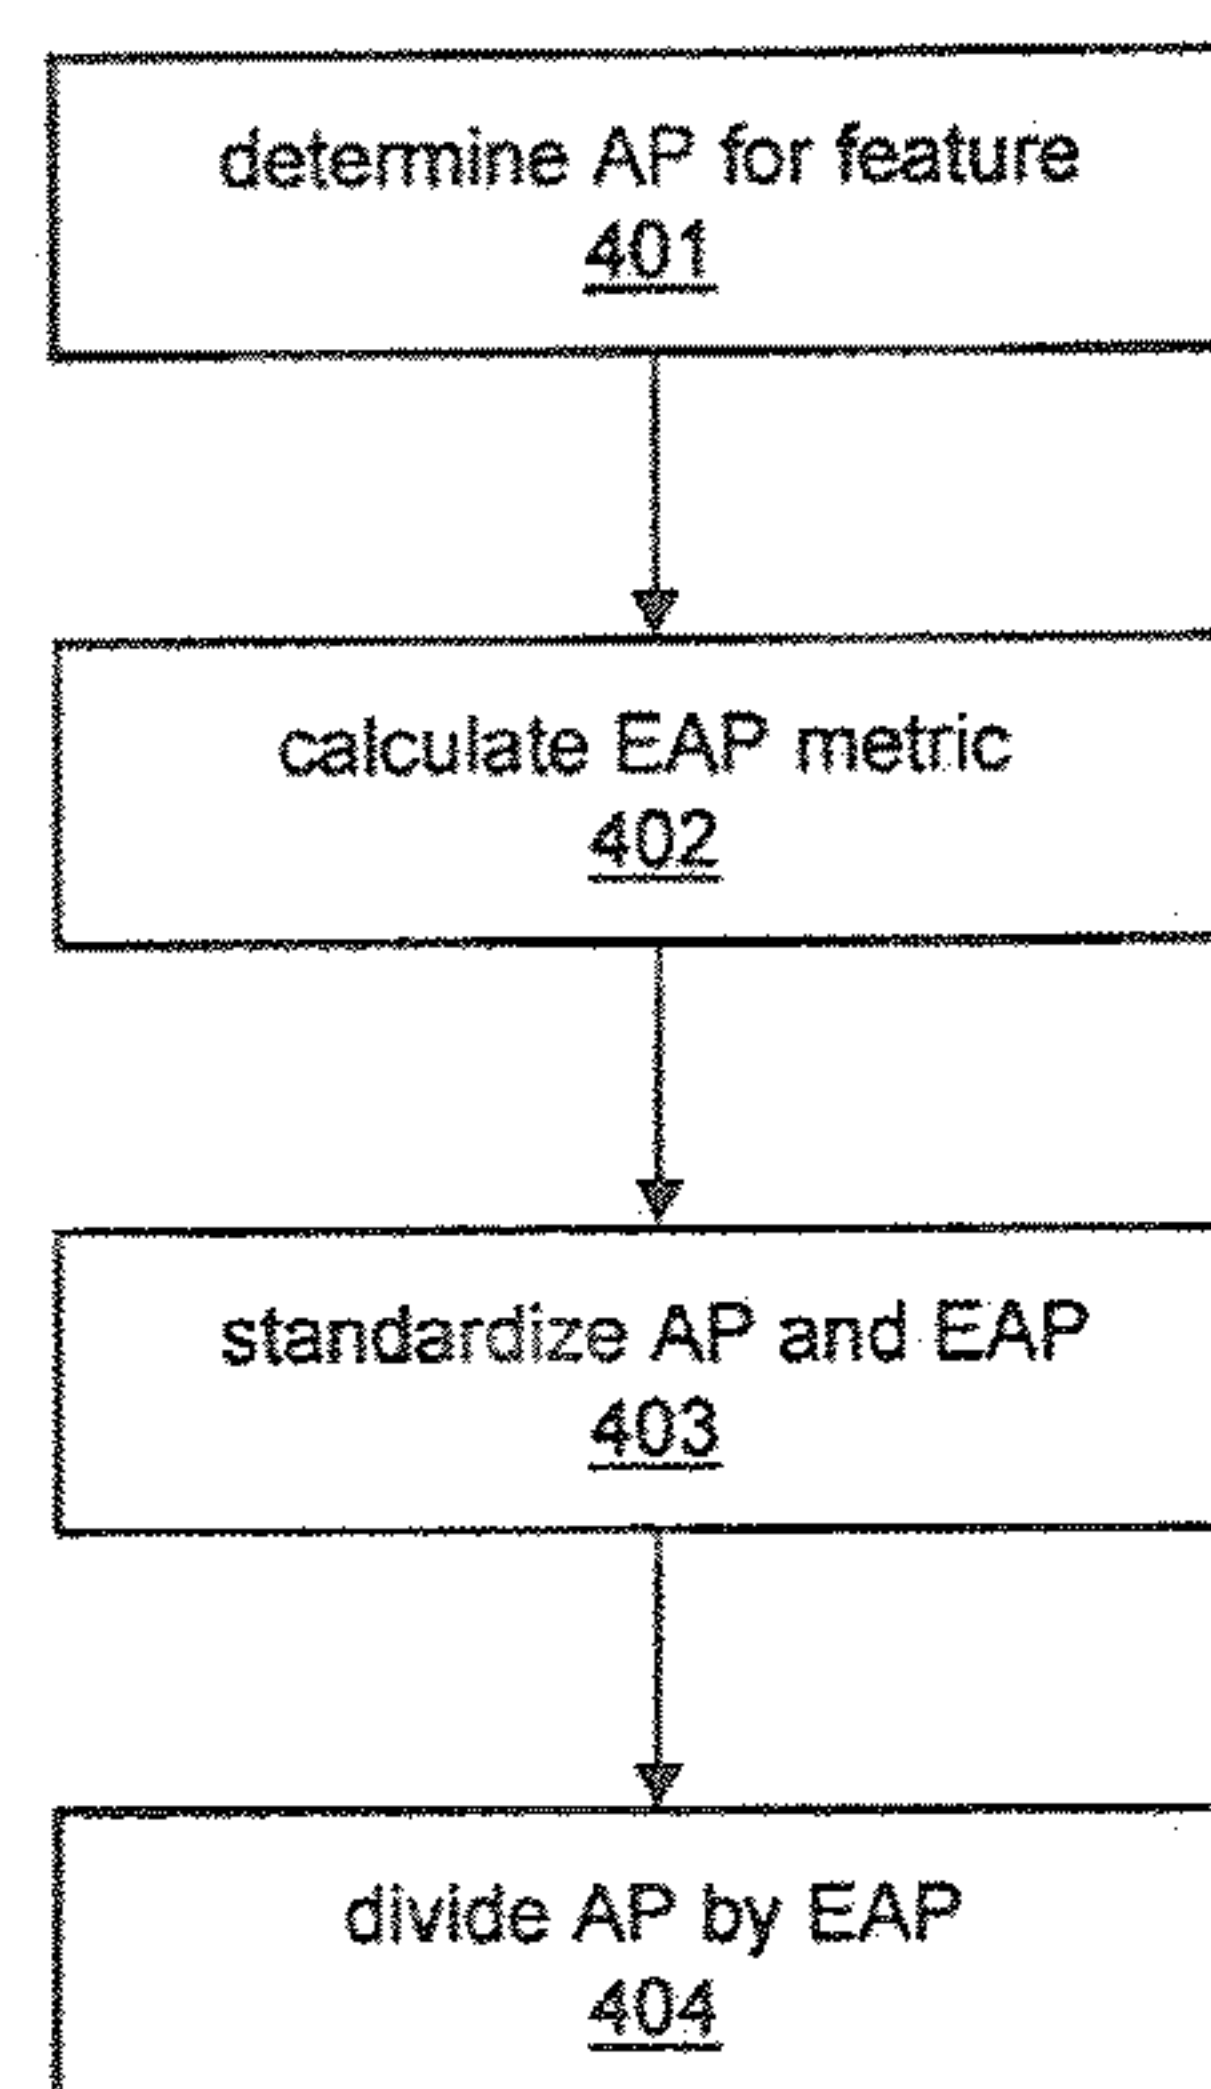 determine AP for feature
401
calculate EAP metric
402
standardize AP and EAP
403
divide AP by EAP
404